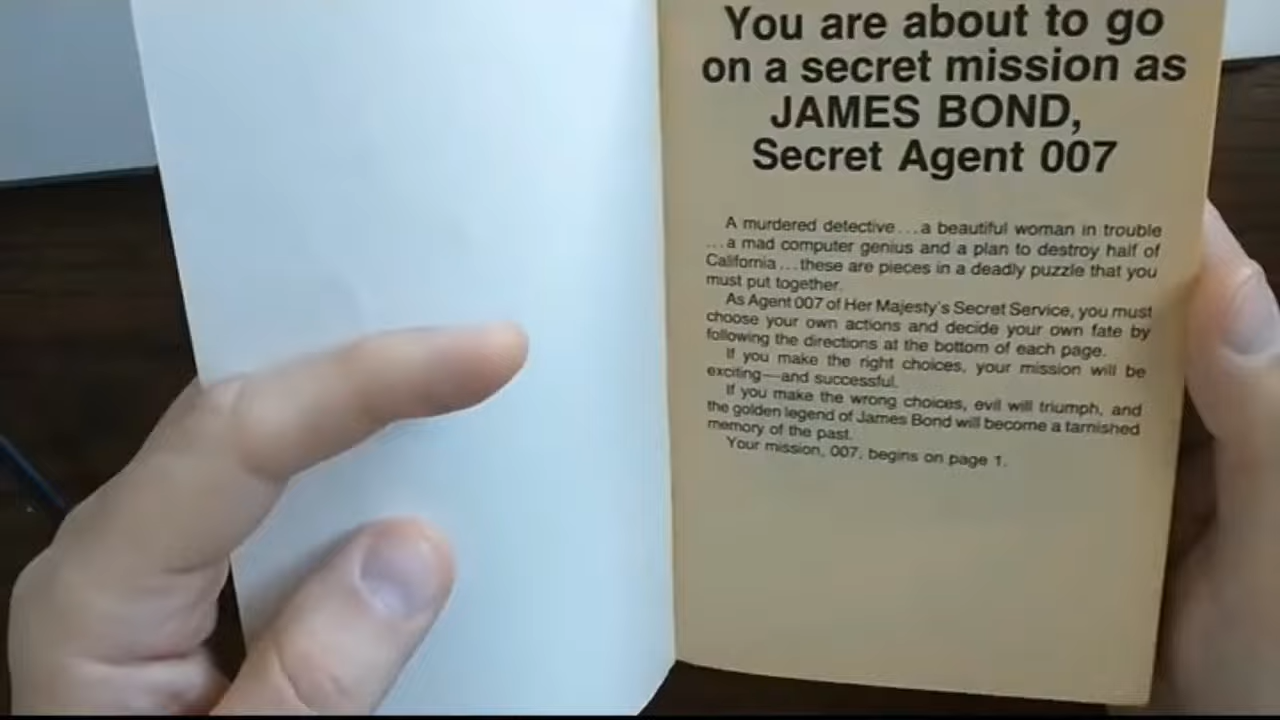 You are about to go
on a secret mission as
JAMES BOND,
Secret Agent 007
A murdered detective...a beautiful woman in trouble
...a mad computer genius and a plan to destroy half of
California...these are pieces in a deadly puzzle that you
must put together.
As Agent 007 of Her Majesty's Secret Service, you must
choose your own actions and decide your own fate by
following the directions at the bottom of each page.
If you make the right choices, your mission will be
exciting—and successful.
If you make the wrong choices, evil will triumph, and
the golden legend of James Bond will become a tarnished
memory of the past.
Your mission, 007, begins on page 1.